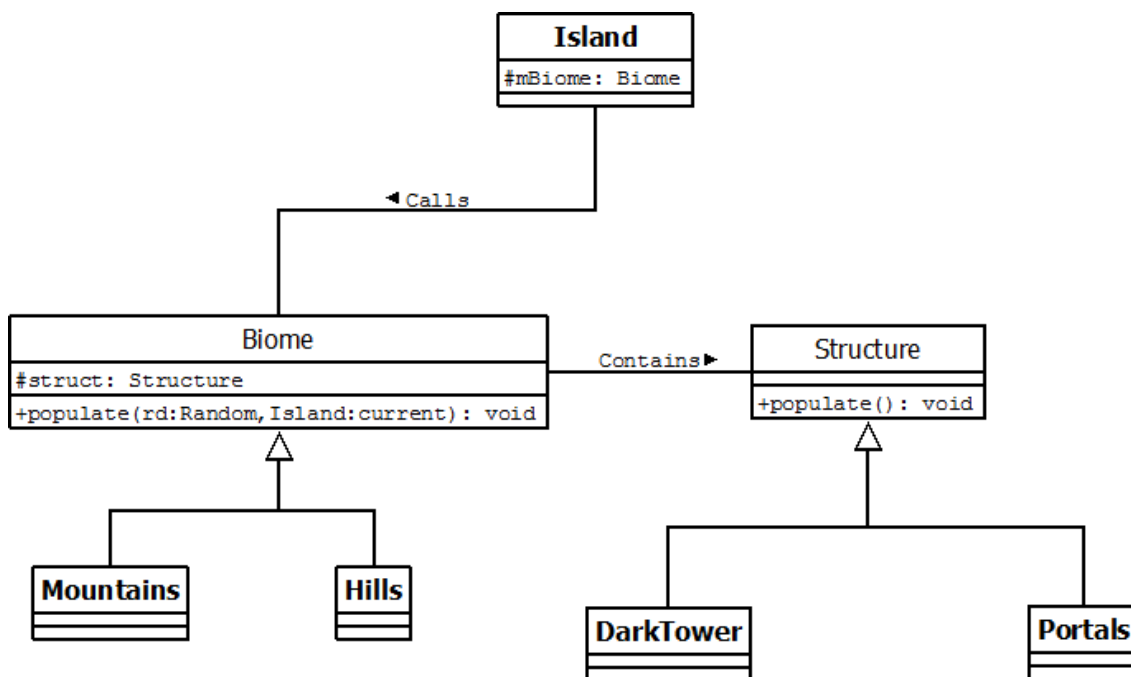 Island
#mBiome: Biome
◄ Calls
Biome
#struct: Structure
+populate(rd:Random,Island:current): void
Contains►
Structure
+populate(): void
Mountains
Hills
DarkTower
Portals